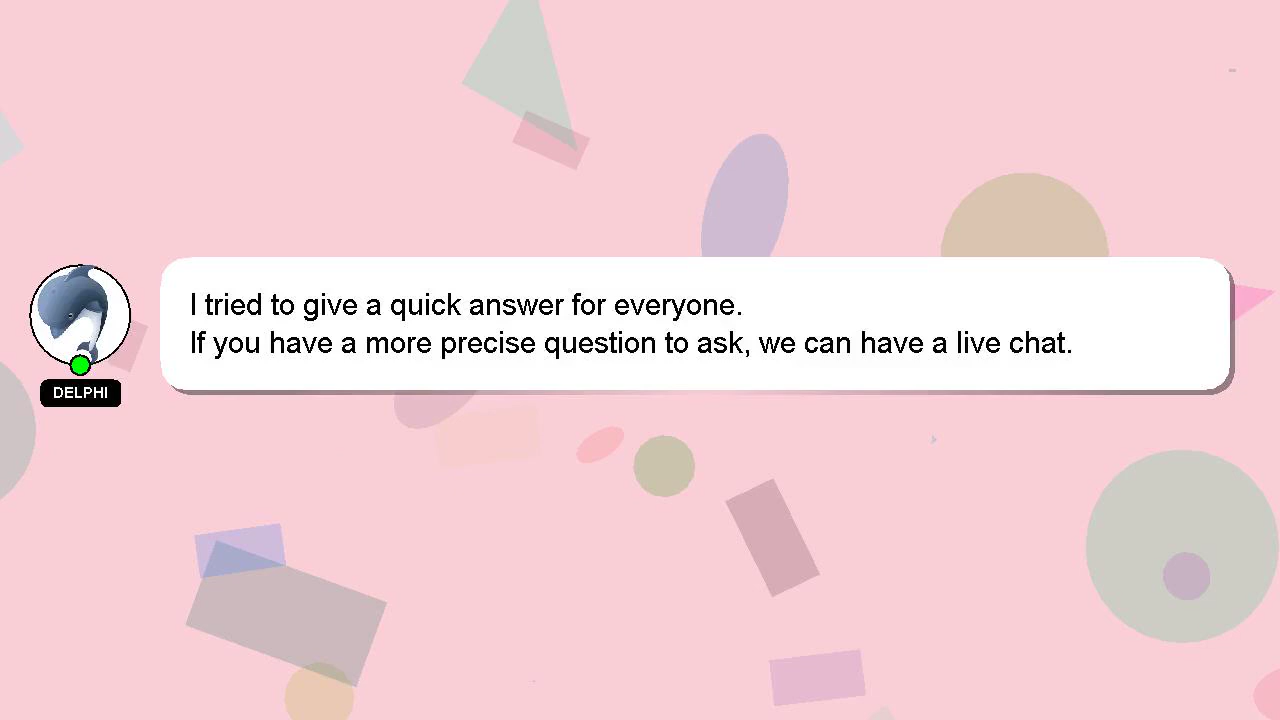 I tried to give a quick answer for everyone.
If you have a more precise question to ask, we can have a live chat.
DELPHI